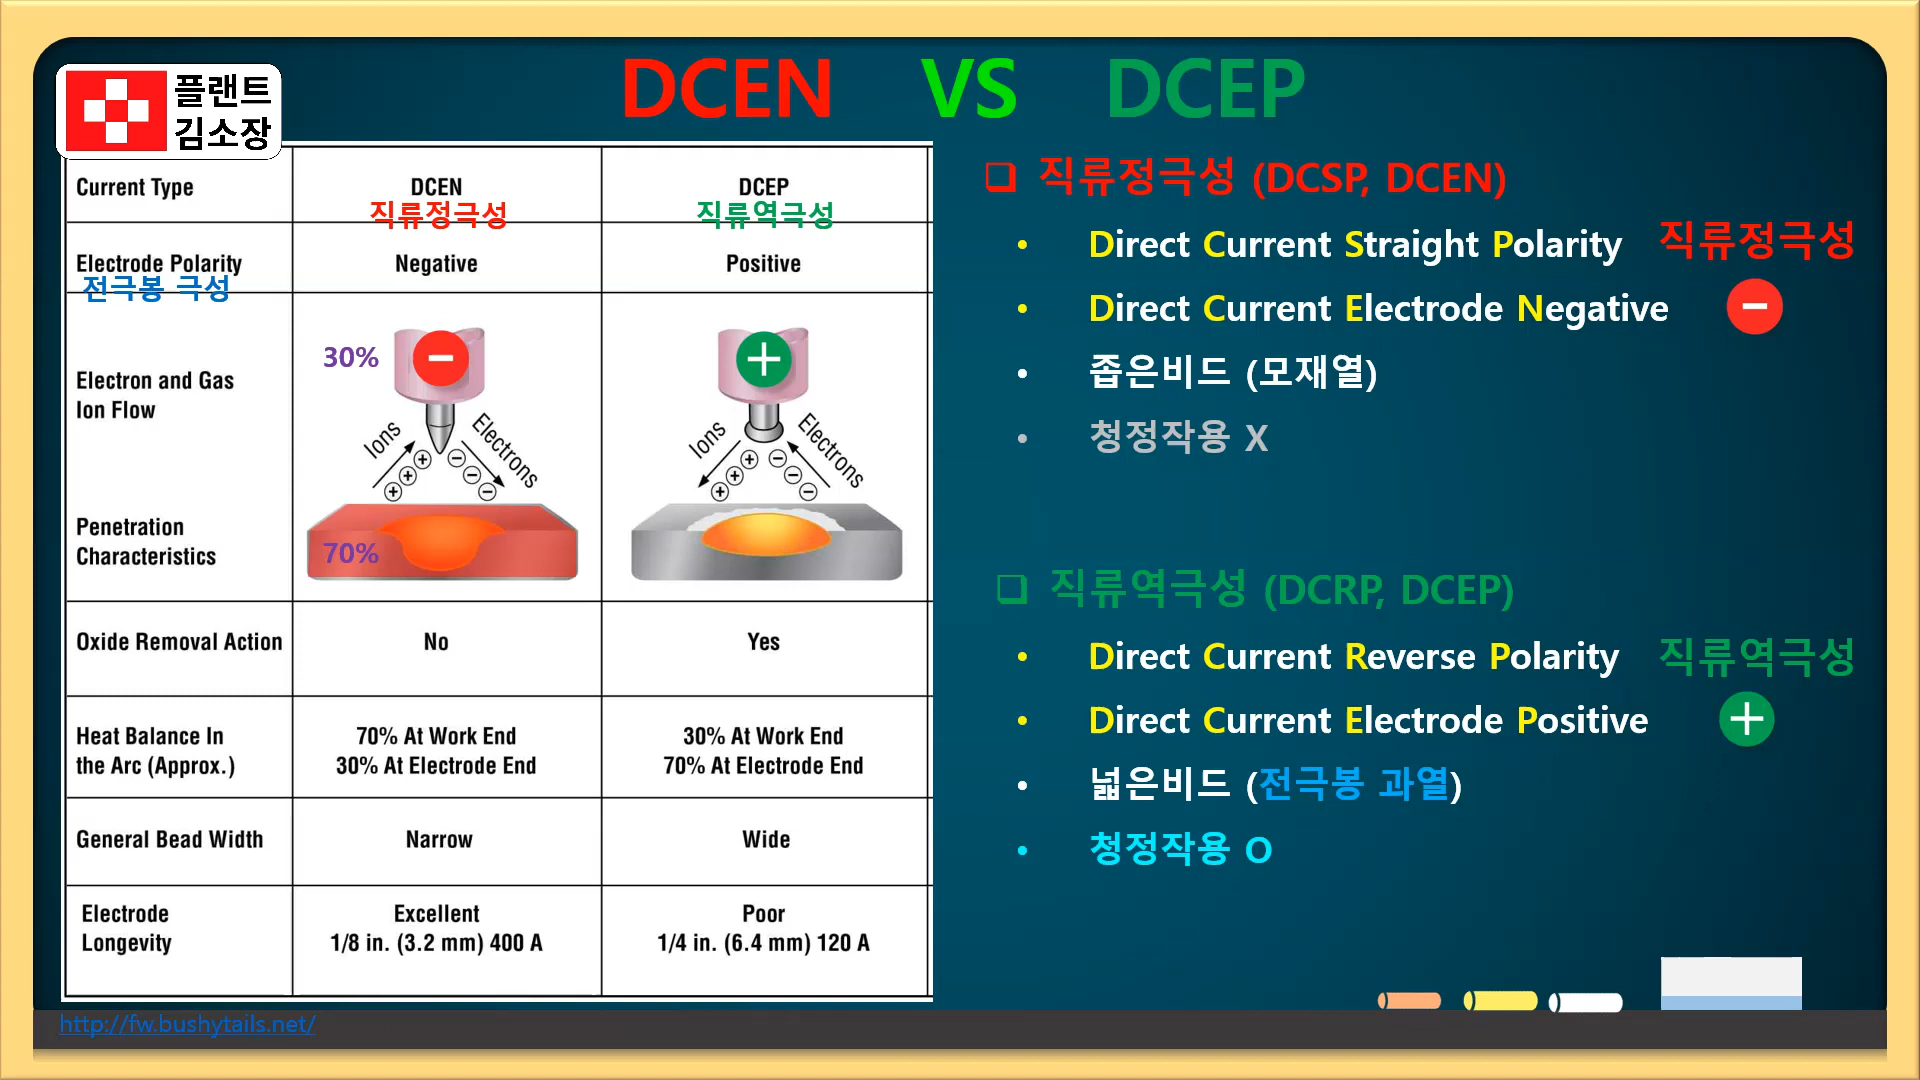 DCEN VS DCEP
플랜트
김소장
Current Type
DCEN
직류정극성
DCEP
직류역극성
Electrode Polarity
전극봉 극성
Negative
Positive
Electron and Gas
Ion Flow
Penetration
Characteristics
30%
Ions
Electrons
70%
Ions
Electrons
Oxide Removal Action
No
Yes
Heat Balance In
the Arc (Approx.)
70% At Work End
30% At Electrode End
30% At Work End
70% At Electrode End
General Bead Width
Narrow
Wide
Electrode
Longevity
Excellent
1/8 in. (3.2 mm) 400 A
Poor
1/4 in. (6.4 mm) 120 A
❑ 직류정극성 (DCSP, DCEN)
• Direct Current Straight Polarity 직류정극성
• Direct Current Electrode Negative
• 좁은비드 (모재열)
• 청정작용 X
❑ 직류역극성 (DCRP, DCEP)
• Direct Current Reverse Polarity 직류역극성
• Direct Current Electrode Positive
• 넓은비드 (전극봉 과열)
• 청정작용 O
http://fw.bushytails.net/